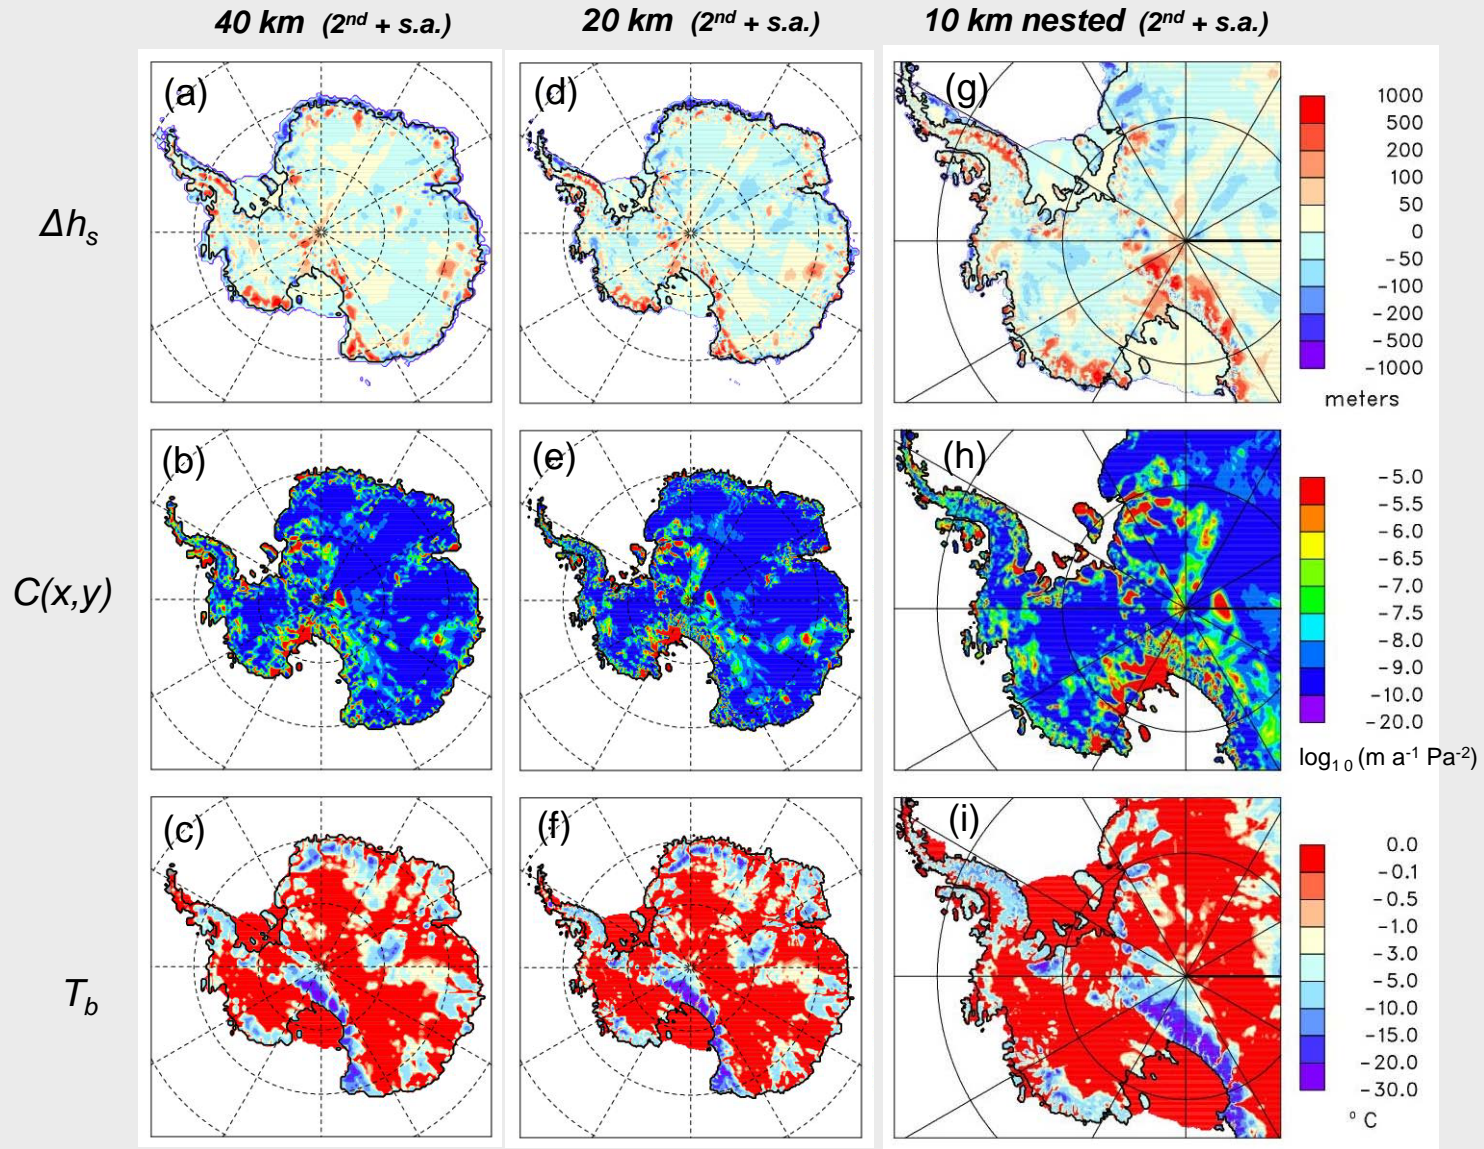 40 km (2nd + s.a.)
20 km (2nd + s.a.)
10 km nested (2nd + s.a.)
Δhs
(a)
(d)
(g)
1000
500
200
100
50
0
-50
-100
-200
-500
-1000
meters
C(x,y)
(b)
(e)
(h)
-5.0
-5.5
-6.0
-6.5
-7.0
-7.5
-8.0
-9.0
-10.0
-20.0
log10 (m a-1 Pa-2)
Tb
(c)
(f)
(i)
0.0
-0.1
-0.5
-1.0
-3.0
-5.0
-10.0
-15.0
-20.0
-30.0
° C